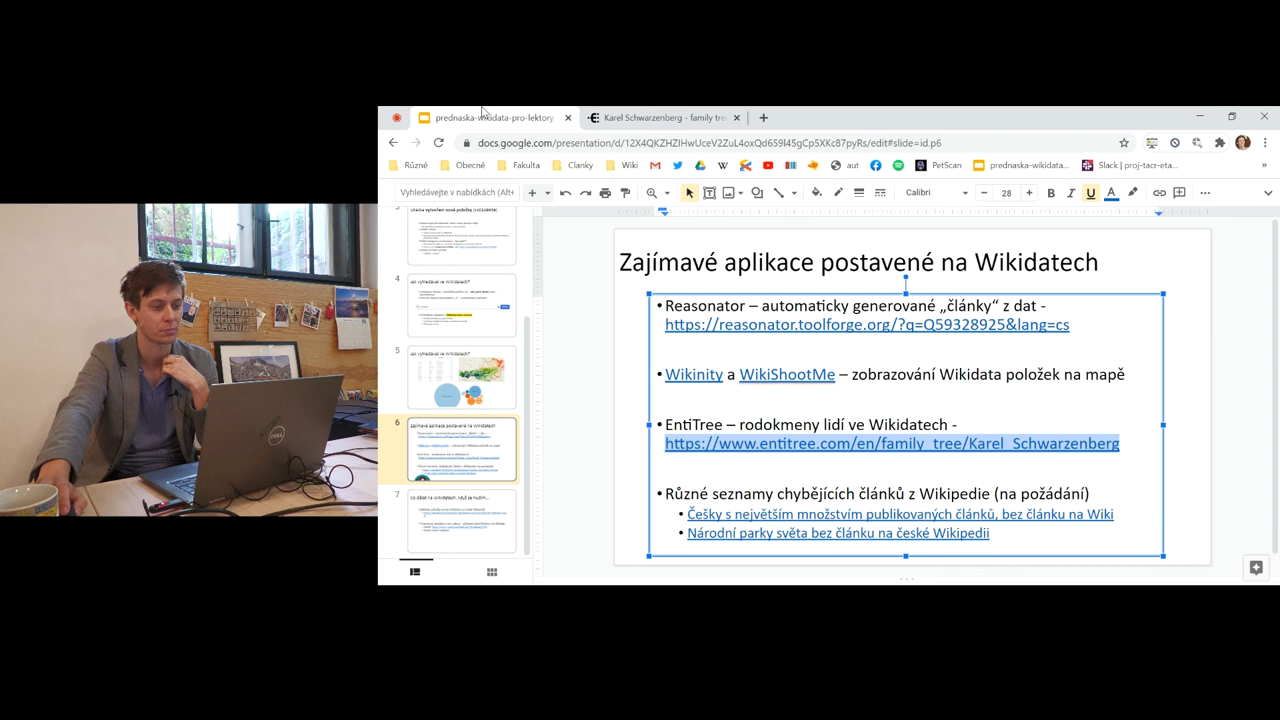 prednaska-wikidata-pro-lektory
Karel Schwarzenberg - family tre
docs.google.com/presentation/d/12X4QKZHZIHwUceV2ZuL4oxQd659I45gCp5XKc87pyRs/edit#slide=id.p6
Různé
Obecně
Fakulta
Clanky
Wiki
aut
PetScan
prednaska-wikidata...
Slack | proj-tacr-eta...
Vyhledávejte v nabídkách (Alt+
Calibri
28
3
4
Jak vyhledávat ve Wikidatech?
5
Jak vyhledávat ve Wikidatech?
6
Zajímavé aplikace postavené na Wikidatech
7
Co dělat na Wikidatech, když se nudím...
Zajímavé aplikace postavené na Wikidatech
• Reasonator – automaticky generované „články“ z dat -
https://reasonator.toolforge.org/?q=Q59328925&lang=cs
• Wikinity a WikiShootMe – zobrazování Wikidata položek na mapě
• EntiTree – rodokmeny lidí ve Wikidatech -
https://www.entitree.com/en/family_tree/Karel_Schwarzenberg
• Různé seznamy chybějících článků z Wikipedie (na požádání)
• Češky s větším množstvím odborných článků, bez článku na Wiki
• Národní parky světa bez článku na české Wikipedii
DELL